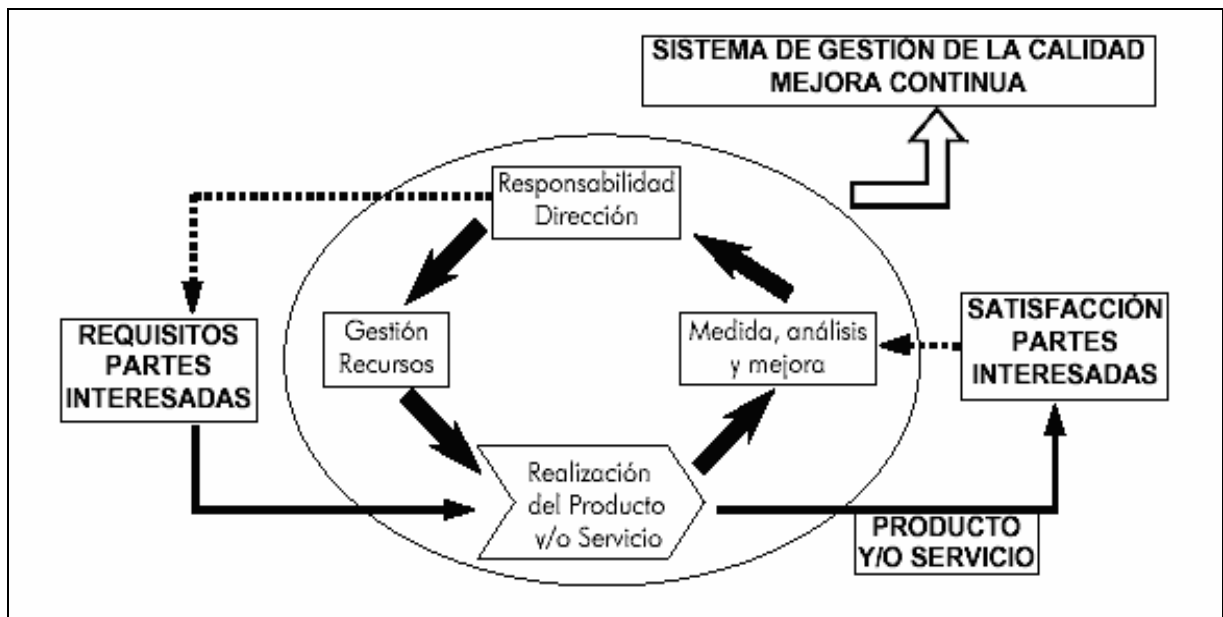 SISTEMA DE GESTIÓN DE LA CALIDAD
MEJORA CONTINUA
Responsabilidad
Dirección
REQUISITOS
PARTES
INTERESADAS
Gestión
Recursos
Medida, análisis
y mejora
SATISFACCIÓN
PARTES
INTERESADAS
Realización
del Producto
y/o Servicio
PRODUCTO
Y/O SERVICIO